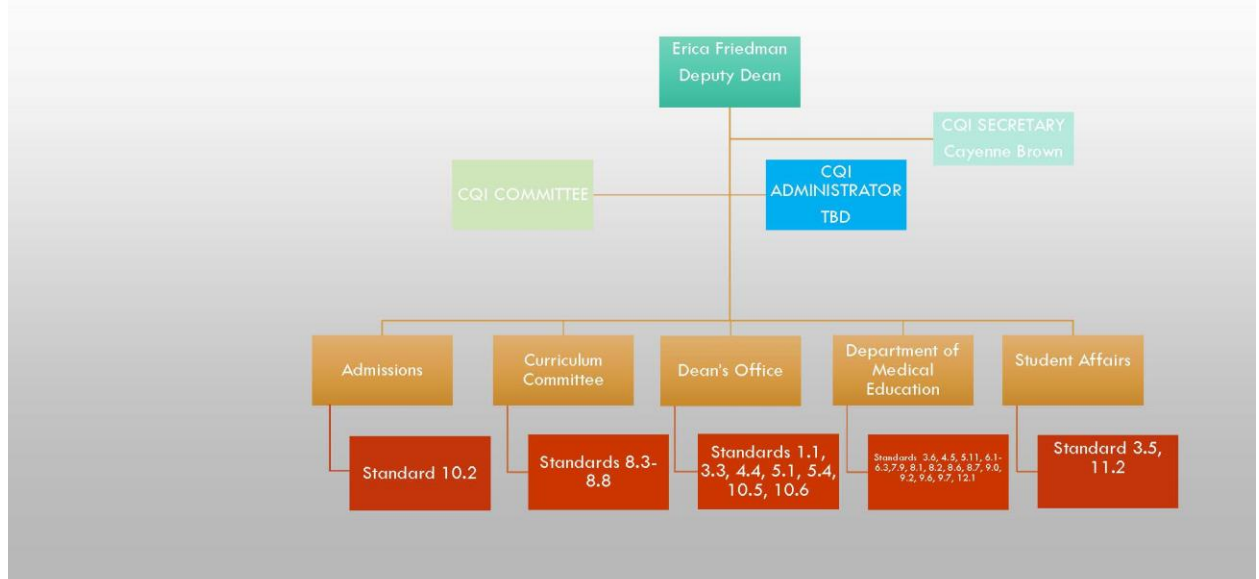 Erica Friedman
Deputy Dean
CQI SECRETARY
Cayenne Brown
CQI COMMITTEE
CQI
ADMINISTRATOR
TBD
Admissions
Curriculum
Committee
Dean's Office
Department of
Medical
Education
Student Affairs
Standard 10.2
Standards 8.3-
8.8
Standards 1.1,
3.3, 4.4, 5.1, 5.4,
10.5, 10.6
Standards 3.6, 4.5, 5.11, 6.1-
6.3,7.9, 8.1, 8.2, 8.6, 8.7, 9.0,
9.2, 9.6, 9.7, 12.1
Standard 3.5,
11.2